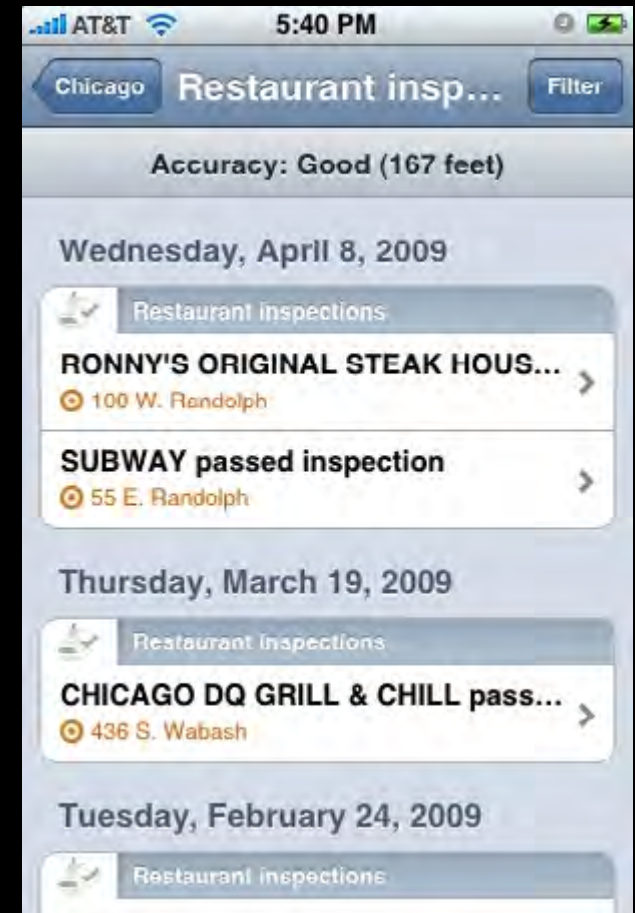 AT&T 5:40 PM
Chicago Restaurant insp... Filter
Accuracy: Good (167 feet)
Wednesday, April 8, 2009
Restaurant inspections
RONNY'S ORIGINAL STEAK HOUS...
100 W. Randolph
SUBWAY passed inspection
55 E. Randolph
Thursday, March 19, 2009
Restaurant inspections
CHICAGO DQ GRILL & CHILL pass...
436 S. Wabash
Tuesday, February 24, 2009
Restaurant inspections